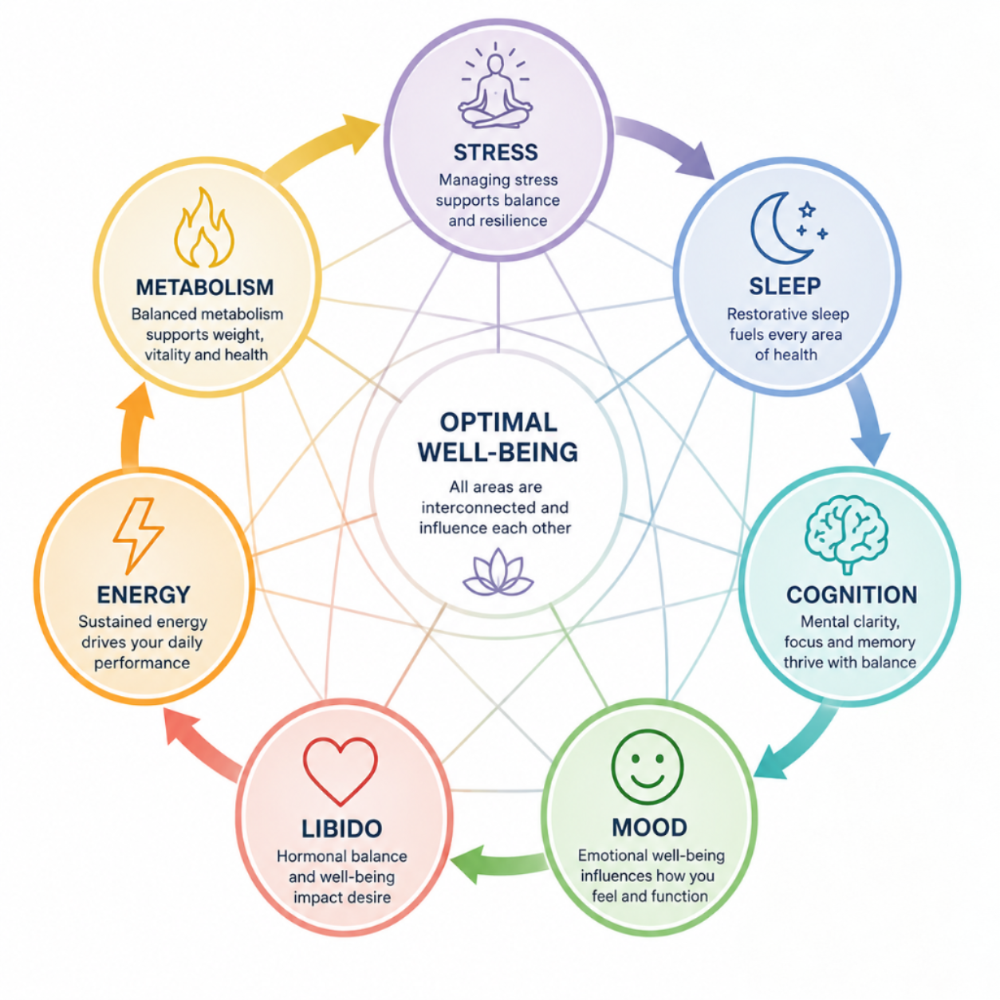 STRESS
Managing stress
supports balance
and resilience
SLEEP
Restorative sleep
fuels every area
of health
COGNITION
Mental clarity,
focus and memory
thrive with balance
MOOD
Emotional well-being
influences how you
feel and function
LIBIDO
Hormonal balance
and well-being
impact desire
ENERGY
Sustained energy
drives your daily
performance
METABOLISM
Balanced metabolism
supports weight,
vitality and health
OPTIMAL
WELL-BEING
All areas are
interconnected and
influence each other